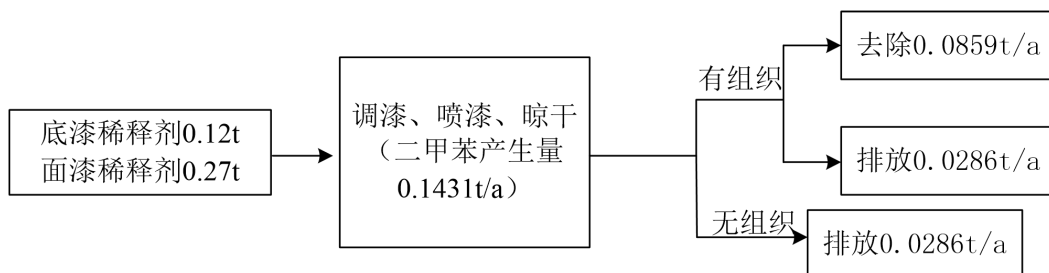 底漆稀释剂0.12t
面漆稀释剂0.27t
调漆、喷漆、晾干
（二甲苯产生量
0.1431t/a）
有组织
去除0.0859t/a
排放0.0286t/a
无组织
排放0.0286t/a